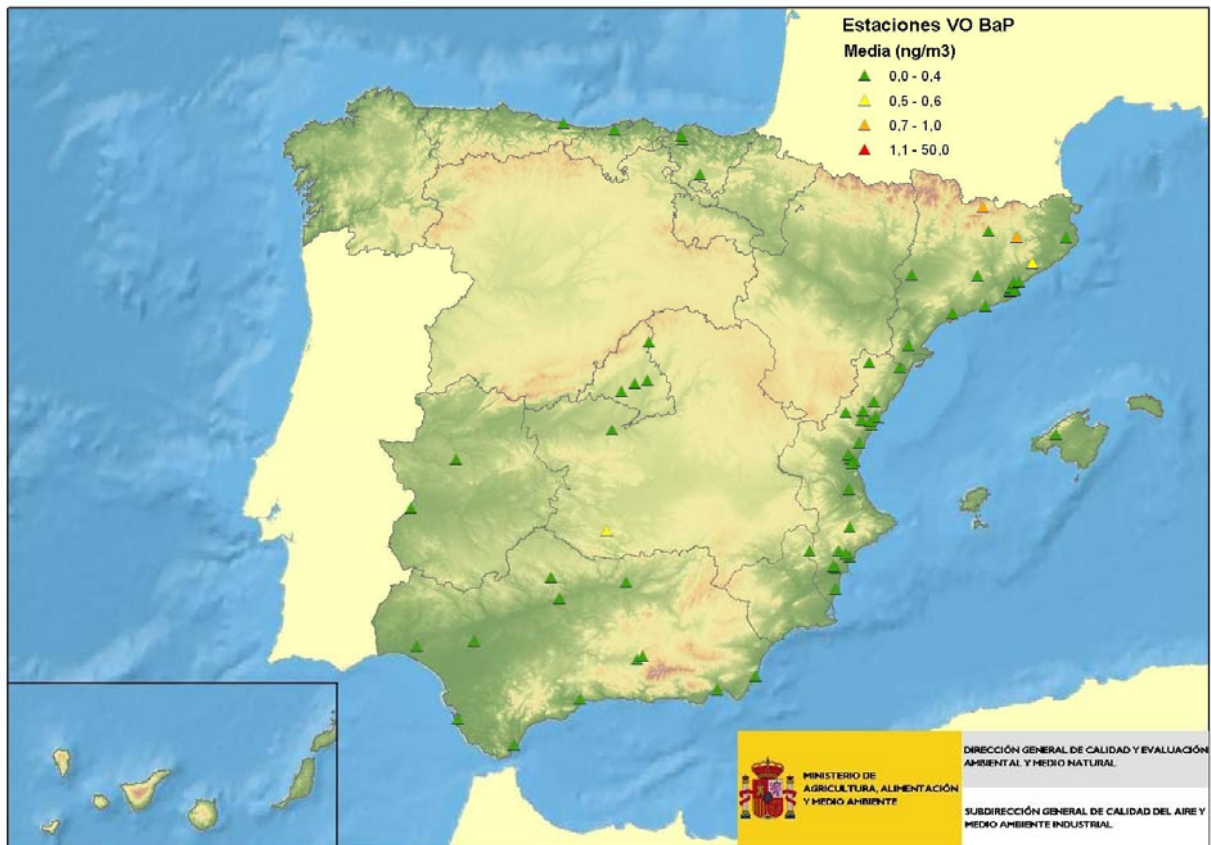 Estaciones VO BaP
Media (ng/m3)
0,0 - 0,4
0,5 - 0,6
0,7 - 1,0
1,1 - 50,0
MINISTERIO DE
AGRICULTURA, ALIMENTACIÓN
Y MEDIO AMBIENTE
DIRECCIÓN GENERAL DE CALIDAD Y EVALUACIÓN
AMBIENTAL Y MEDIO NATURAL
SUBDIRECCIÓN GENERAL DE CALIDAD DEL AIRE Y
MEDIO AMBIENTE INDUSTRIAL